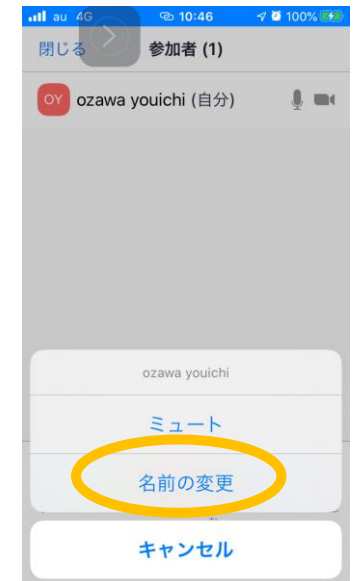 au 4G 10:46 100%
閉じる 参加者 (1)
OY ozawa youichi (自分)
ozawa youichi
ミュート
名前の変更
キャンセル